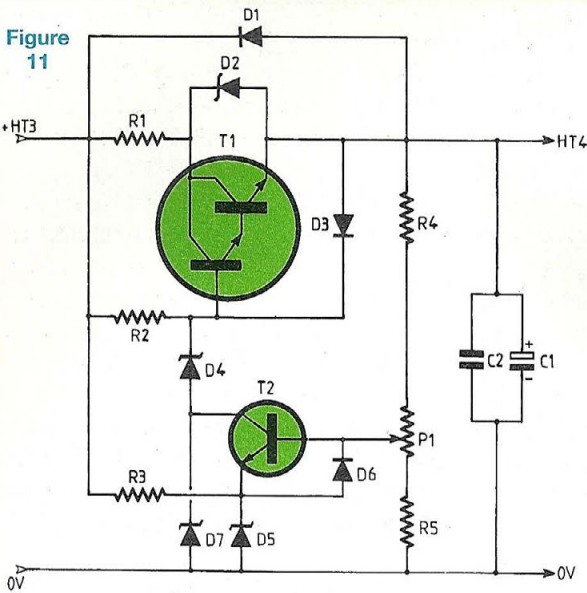 Figure
11
D1
D2
+HT3
R1
T1
HT4
D3
R4
R2
C2
+
C1
-
D4
T2
P1
R3
D6
D7
D5
R5
0V
0V